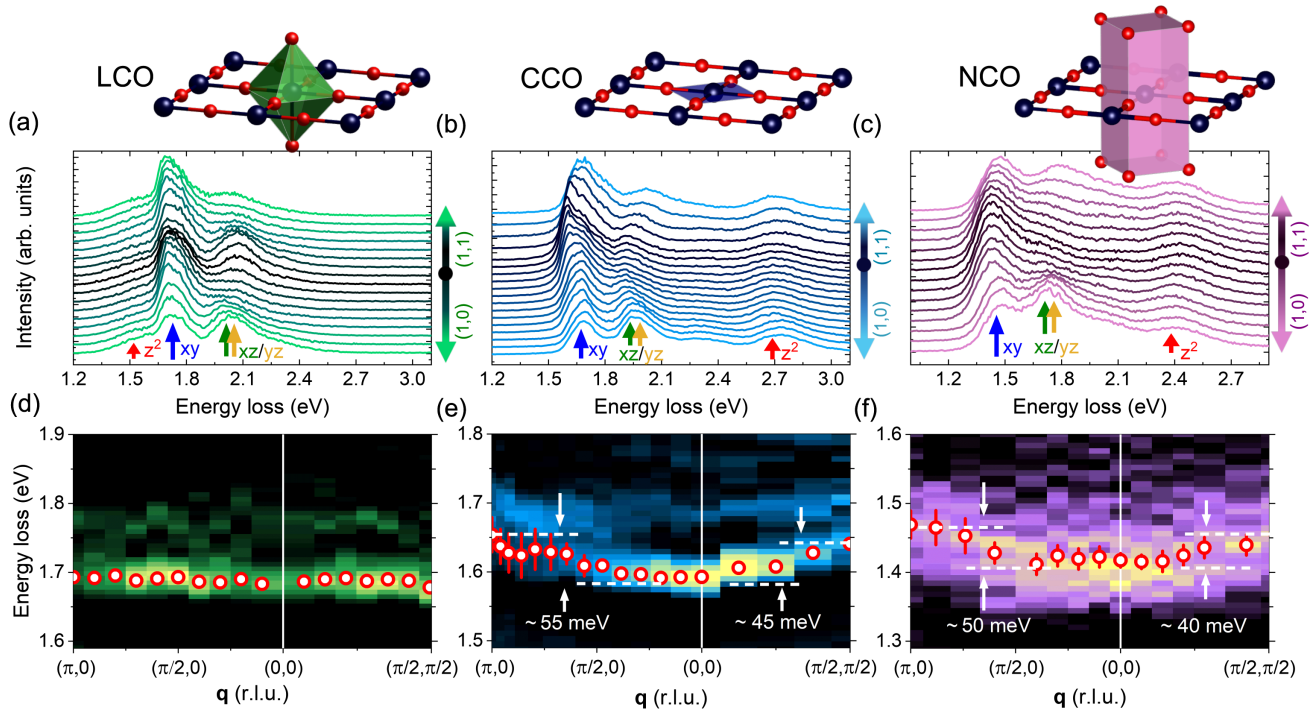 LCO
CCO
NCO
(a)
(b)
(c)
Intensity (arb. units)
z²
xy
xz/yz
1.2 1.5 1.8 2.1 2.4 2.7 3.0
Energy loss (eV)
(1,1)
(1,0)
xy
xz/yz
z²
1.2 1.5 1.8 2.1 2.4 2.7 3.0
Energy loss (eV)
(1,1)
(1,0)
xy
xz/yz
z²
1.5 1.8 2.1 2.4 2.7
Energy loss (eV)
(1,1)
(1,0)
(d)
(e)
(f)
Energy loss (eV)
1.9
1.8
1.7
1.6
(π,0) (π/2,0) (0,0) (π/2,π/2)
q (r.l.u.)
1.8
1.7
1.6
1.5
~ 55 meV
~ 45 meV
(π,0) (π/2,0) (0,0) (π/2,π/2)
q (r.l.u.)
1.6
1.5
1.4
1.3
~ 50 meV
~ 40 meV
(π,0) (π/2,0) (0,0) (π/2,π/2)
q (r.l.u.)